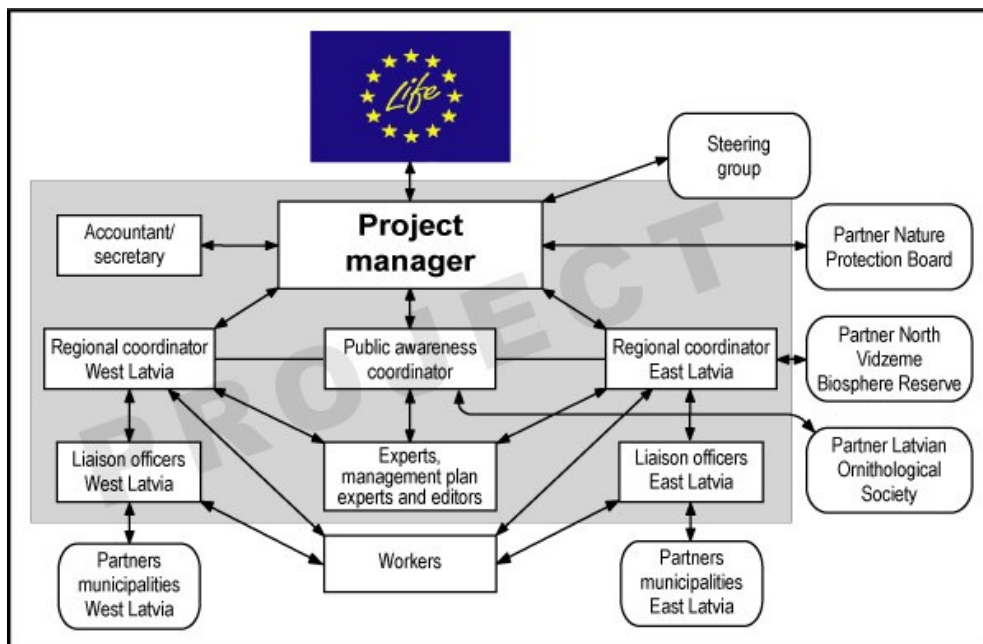 Life
Steering
group
Project
manager
Accountant/
secretary
Partner Nature
Protection Board
PROJECT
Regional coordinator
West Latvia
Public awareness
coordinator
Regional coordinator
East Latvia
Partner North
Vidzeme
Biosphere Reserve
Liaison officers
West Latvia
Experts,
management plan
experts and editors
Liaison officers
East Latvia
Partner Latvian
Ornithological
Society
Partners
municipalities
West Latvia
Workers
Partners
municipalities
East Latvia